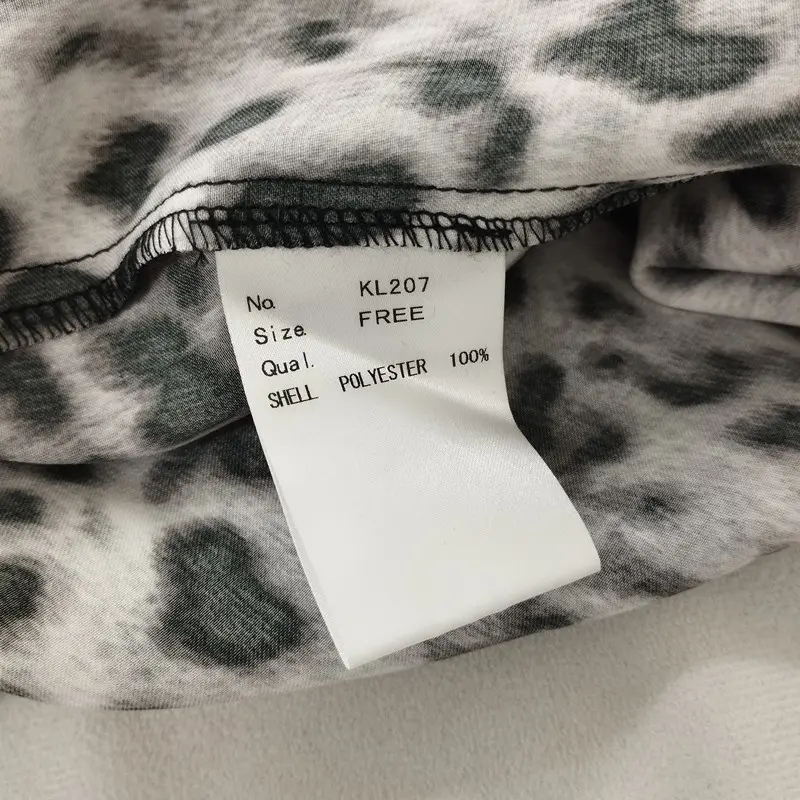 No. KL207
Size. FREE
Qual.
SHELL POLYESTER 100%